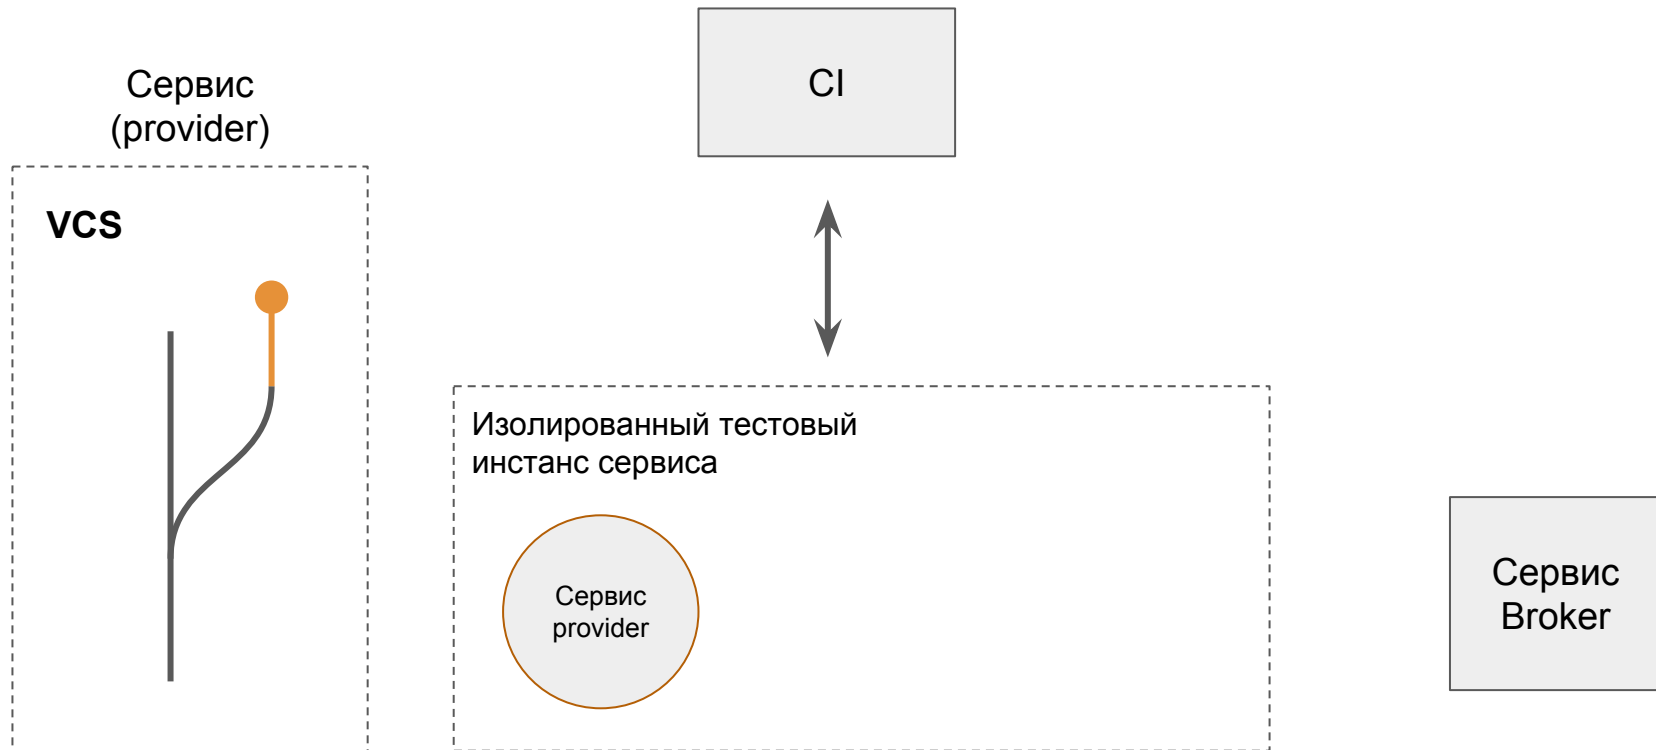 Сервис
(provider)
VCS
CI
Изолированный тестовый
инстанс сервиса
Сервис
provider
Сервис
Broker